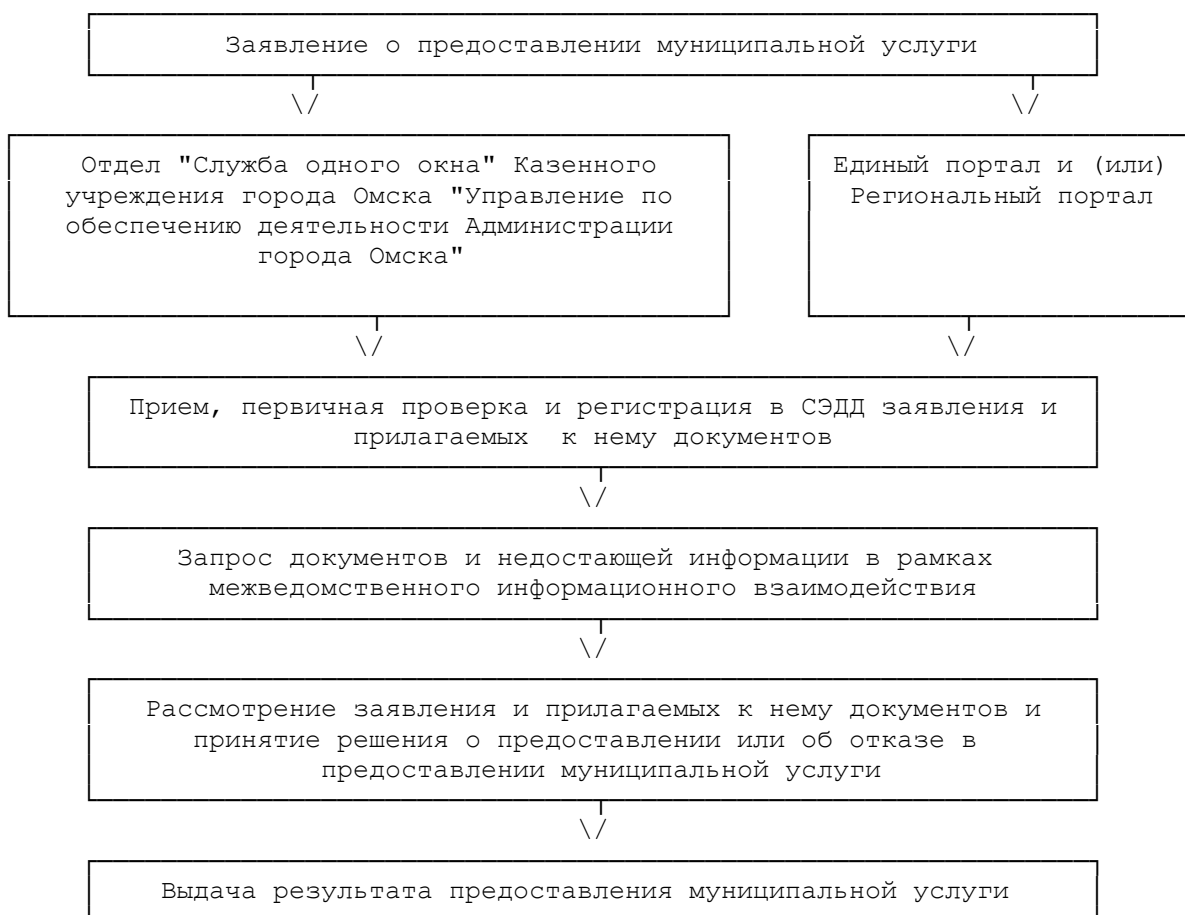 Заявление о предоставлении муниципальной услуги
Отдел "Служба одного окна" Казенного
учреждения города Омска "Управление по
обеспечению деятельности Администрации
города Омска"
Единый портал и (или)
Региональный портал
Прием, первичная проверка и регистрация в СЭДД заявления и
прилагаемых к нему документов
Запрос документов и недостающей информации в рамках
межведомственного информационного взаимодействия
Рассмотрение заявления и прилагаемых к нему документов и
принятие решения о предоставлении или об отказе в
предоставлении муниципальной услуги
Выдача результата предоставления муниципальной услуги